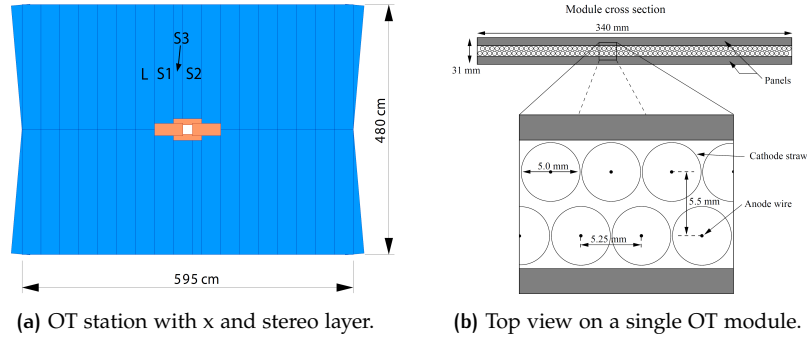 S3
L S1 S2
480 cm
595 cm
(a) OT station with x and stereo layer.
Module cross section
340 mm
31 mm
Panels
Cathode straw
5.0 mm
5.5 mm
Anode wire
5.25 mm
(b) Top view on a single OT module.